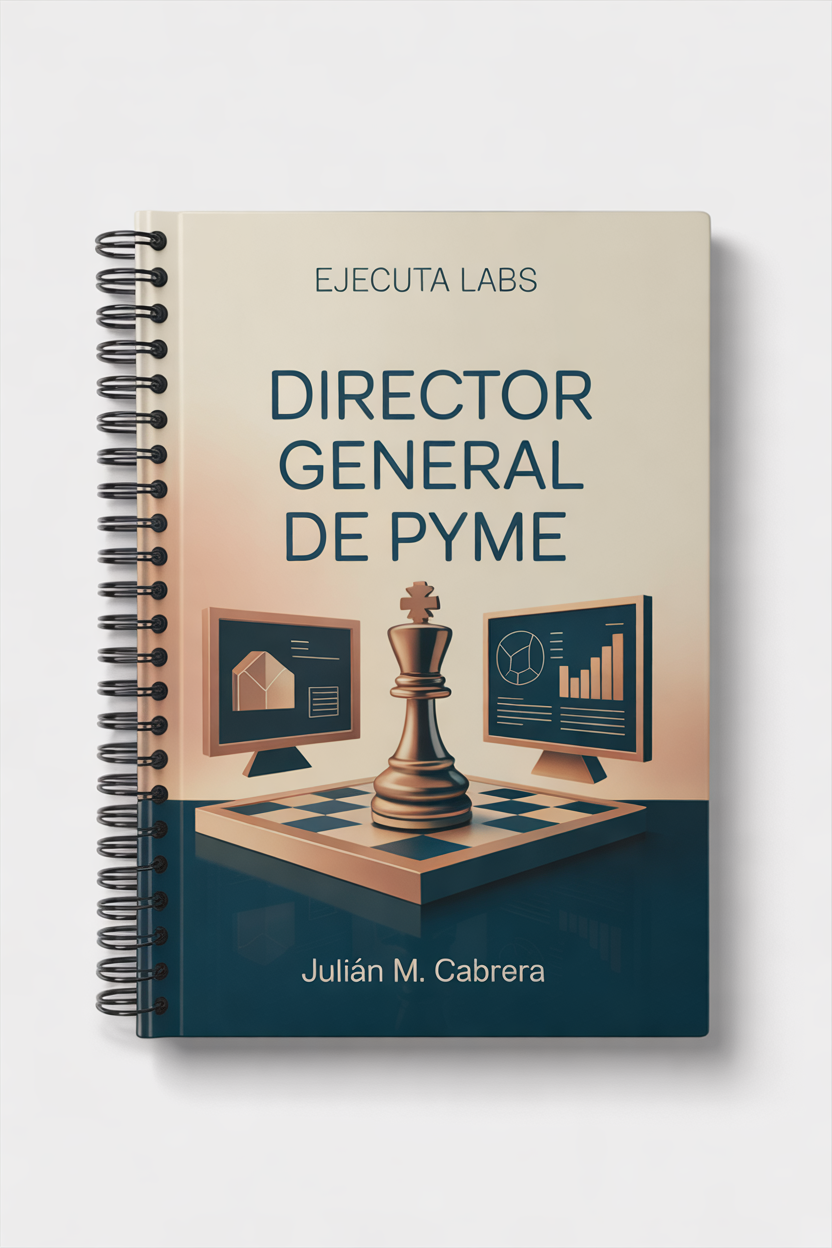 EJECUTA LABS
DIRECTOR
GENERAL
DE PYME
Julián M. Cabrera